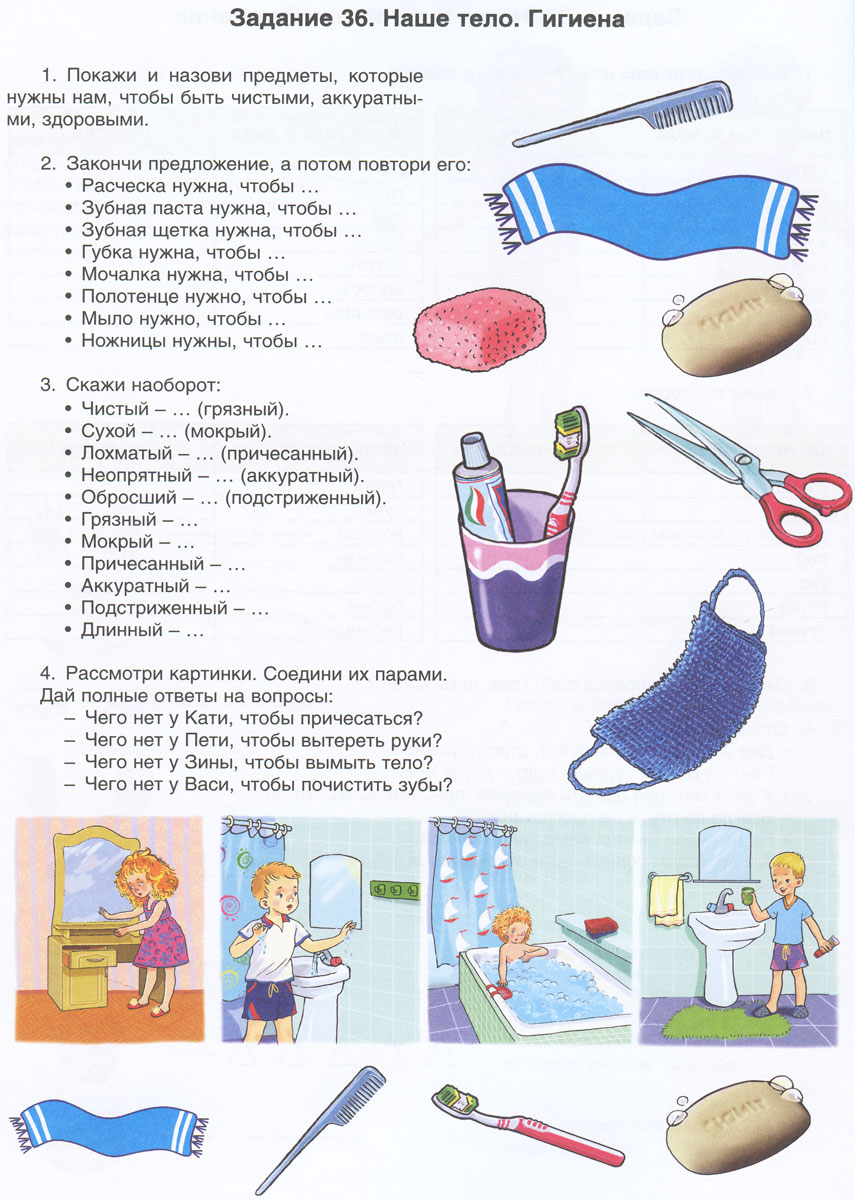 Задание 36. Наше тело. Гигиена
1. Покажи и назови предметы, которые
нужны нам, чтобы быть чистыми, аккуратны-
ми, здоровыми.
2. Закончи предложение, а потом повтори его:
• Расческа нужна, чтобы …
• Зубная паста нужна, чтобы …
• Зубная щетка нужна, чтобы …
• Губка нужна, чтобы …
• Мочалка нужна, чтобы …
• Полотенце нужно, чтобы …
• Мыло нужно, чтобы …
• Ножницы нужны, чтобы …
3. Скажи наоборот:
• Чистый – … (грязный).
• Сухой – … (мокрый).
• Лохматый – … (причесанный).
• Неопрятный – … (аккуратный).
• Обросший – … (подстриженный).
• Грязный – …
• Мокрый – …
• Причесанный – …
• Аккуратный – …
• Подстриженный – …
• Длинный – …
4. Рассмотри картинки. Соедини их парами.
Дай полные ответы на вопросы:
– Чего нет у Кати, чтобы причесаться?
– Чего нет у Пети, чтобы вытереть руки?
– Чего нет у Зины, чтобы вымыть тело?
– Чего нет у Васи, чтобы почистить зубы?